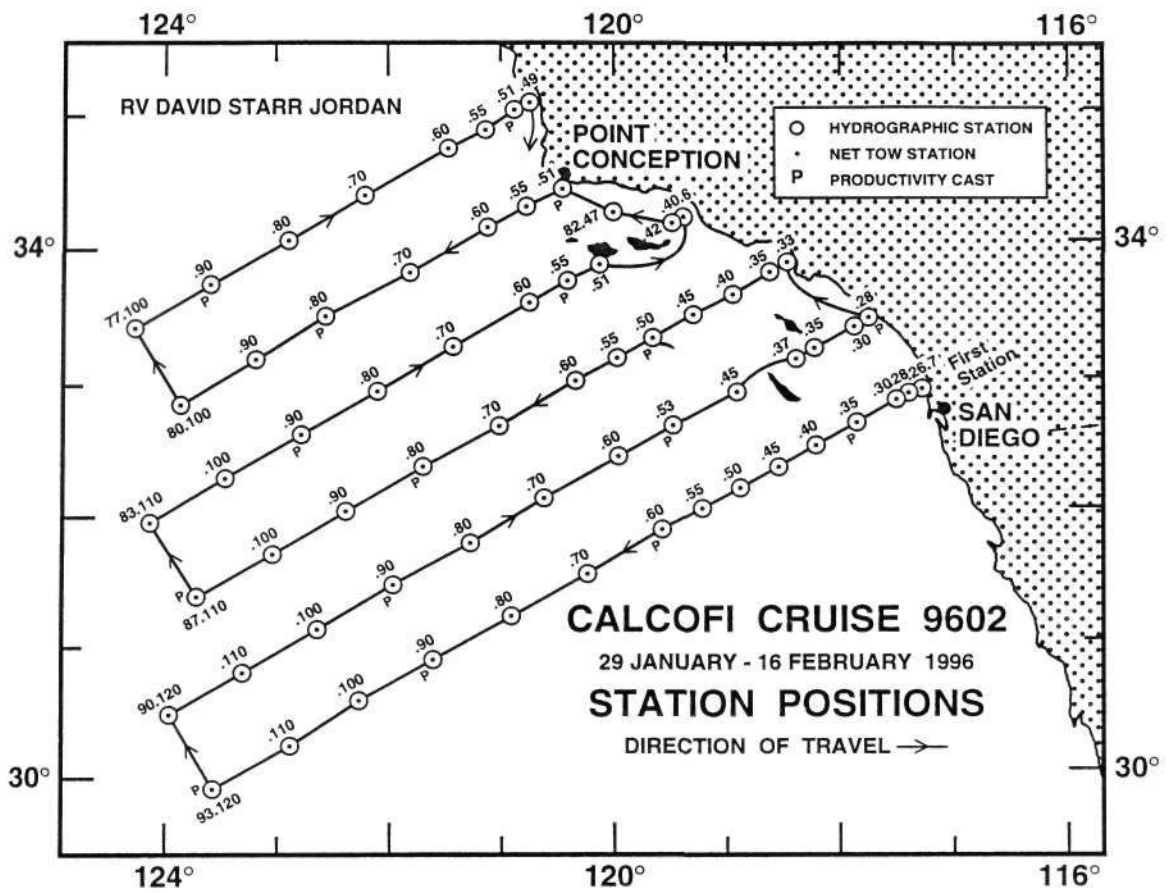 124° 120° 116°
RV DAVID STARR JORDAN
POINT
CONCEPTION
HYDROGRAPHIC STATION
NET TOW STATION
P PRODUCTIVITY CAST
34° 34°
77.100 .90 .80 .70 .60 .55 .51 .49
P P
80.100 .90 .80 .70 .60 .55 .51
P P P
82.47 .42 .40.6
83.110 .100 .90 .80 .70 .60 .55 .51
P P
87.110 .100 .90 .80 .70 .60 .55 .50 .45 .40 .35 .33
P P P
90.120 .110 .100 .90 .80 .70 .60 .53 .45 .37 .35 .30 .28
P P
93.120 .110 .100 .90 .80 .70 .60 .55 .50 .45 .40 .35 .30 .28 .26.7
P P P P
First
Station
SAN
DIEGO
CALCOFI CRUISE 9602
29 JANUARY - 16 FEBRUARY 1996
STATION POSITIONS
DIRECTION OF TRAVEL
30° 30°
124° 120° 116°